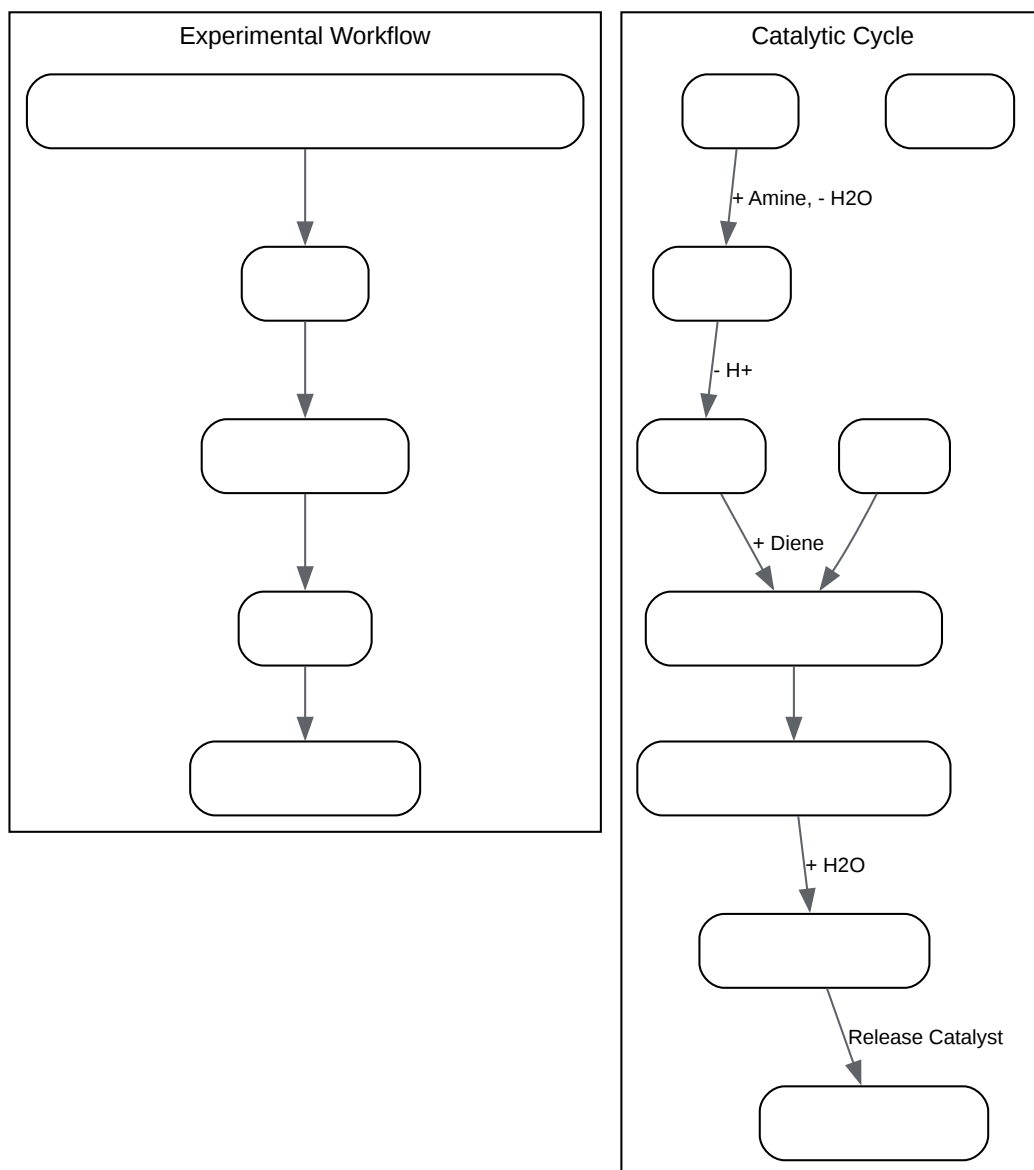 Experimental Workflow
Catalytic Cycle
+ Amine, - H2O
- H+
+ Diene
+ H2O
Release Catalyst